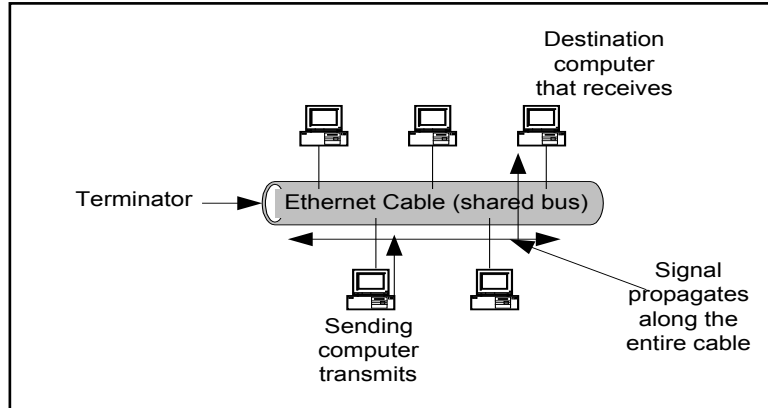 Destination
computer
that receives
Terminator
Ethernet Cable (shared bus)
Sending
computer
transmits
Signal
propagates
along the
entire cable